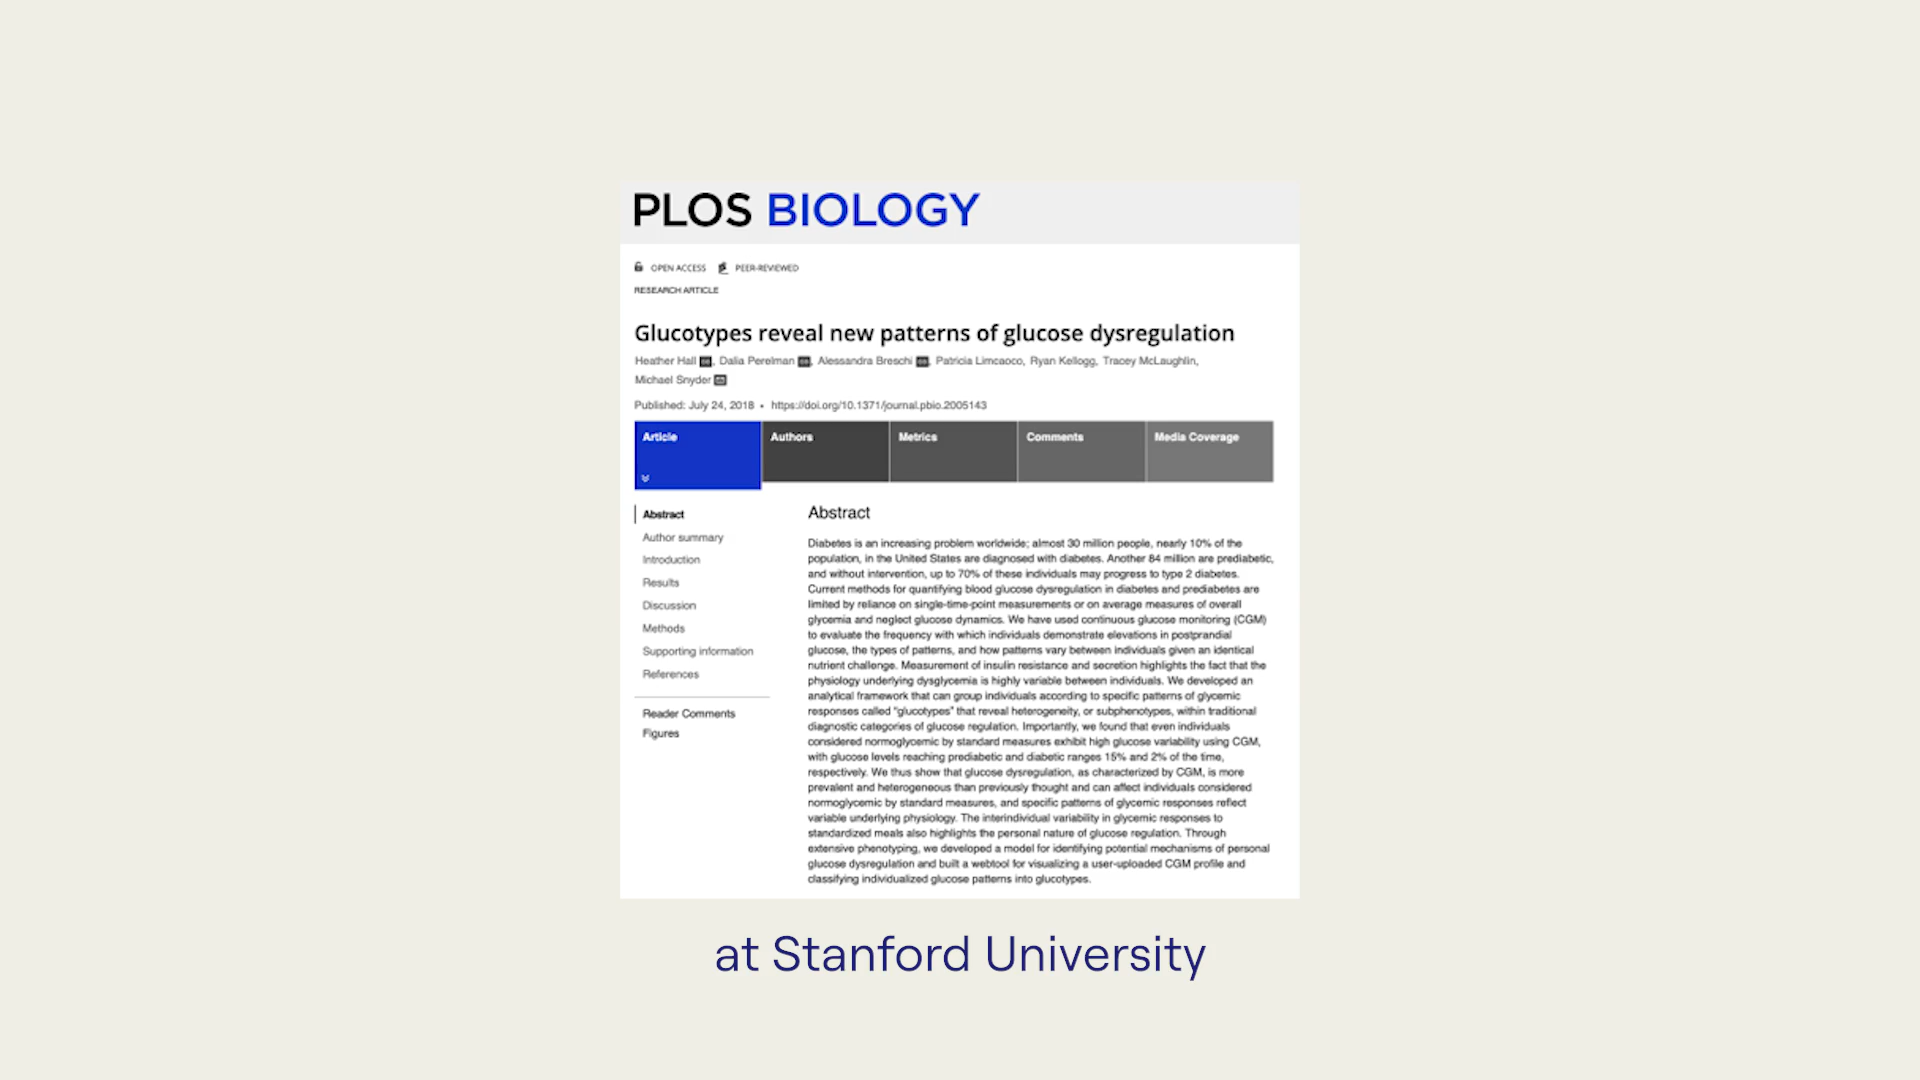 PLOS BIOLOGY
OPEN ACCESS PEER-REVIEWED
RESEARCH ARTICLE
Glucotypes reveal new patterns of glucose dysregulation
Heather Hall, Dalia Perelman, Alessandra Breschi, Patricia Limcaoco, Ryan Kellogg, Tracey McLaughlin,
Michael Snyder
Published: July 24, 2018 • https://doi.org/10.1371/journal.pbio.2005143
Article
Authors
Metrics
Comments
Media Coverage
Abstract
Author summary
Introduction
Results
Discussion
Methods
Supporting information
References
Reader Comments
Figures
Abstract
Diabetes is an increasing problem worldwide; almost 30 million people, nearly 10% of the
population, in the United States are diagnosed with diabetes. Another 84 million are prediabetic,
and without intervention, up to 70% of these individuals may progress to type 2 diabetes.
Current methods for quantifying blood glucose dysregulation in diabetes and prediabetes are
limited by reliance on single-time-point measurements or on average measures of overall
glycemia and neglect glucose dynamics. We have used continuous glucose monitoring (CGM)
to evaluate the frequency with which individuals demonstrate elevations in postprandial
glucose, the types of patterns, and how patterns vary between individuals given an identical
nutrient challenge. Measurement of insulin resistance and secretion highlights the fact that the
physiology underlying dysglycemia is highly variable between individuals. We developed an
analytical framework that can group individuals according to specific patterns of glycemic
responses called “glucotypes” that reveal heterogeneity, or subphenotypes, within traditional
diagnostic categories of glucose regulation. Importantly, we found that even individuals
considered normoglycemic by standard measures exhibit high glucose variability using CGM,
with glucose levels reaching prediabetic and diabetic ranges 15% and 2% of the time,
respectively. We thus show that glucose dysregulation, as characterized by CGM, is more
prevalent and heterogeneous than previously thought and can affect individuals considered
normoglycemic by standard measures, and specific patterns of glycemic responses reflect
variable underlying physiology. The interindividual variability in glycemic responses to
standardized meals also highlights the personal nature of glucose regulation. Through
extensive phenotyping, we developed a model for identifying potential mechanisms of personal
glucose dysregulation and built a webtool for visualizing a user-uploaded CGM profile and
classifying individualized glucose patterns into glucotypes.
at Stanford University